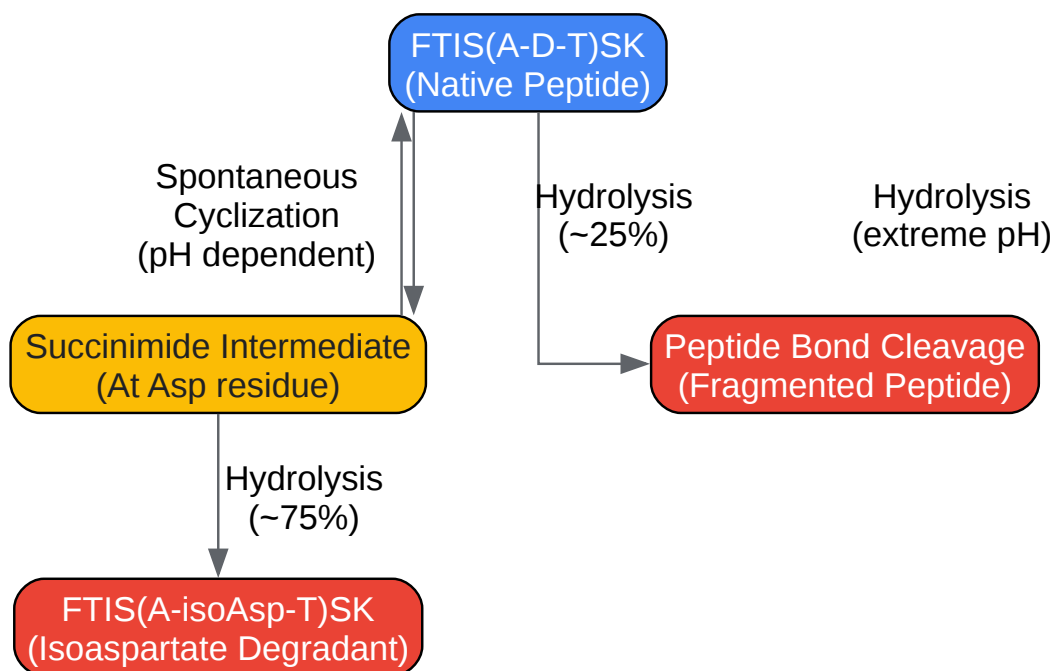 FTIS(A-D-T)SK
(Native Peptide)
Spontaneous
Cyclization
(pH dependent)
Hydrolysis
(~25%)
Hydrolysis
(extreme pH)
Succinimide Intermediate
(At Asp residue)
Peptide Bond Cleavage
(Fragmented Peptide)
Hydrolysis
(~75%)
FTIS(A-isoAsp-T)SK
(Isoaspartate Degradant)